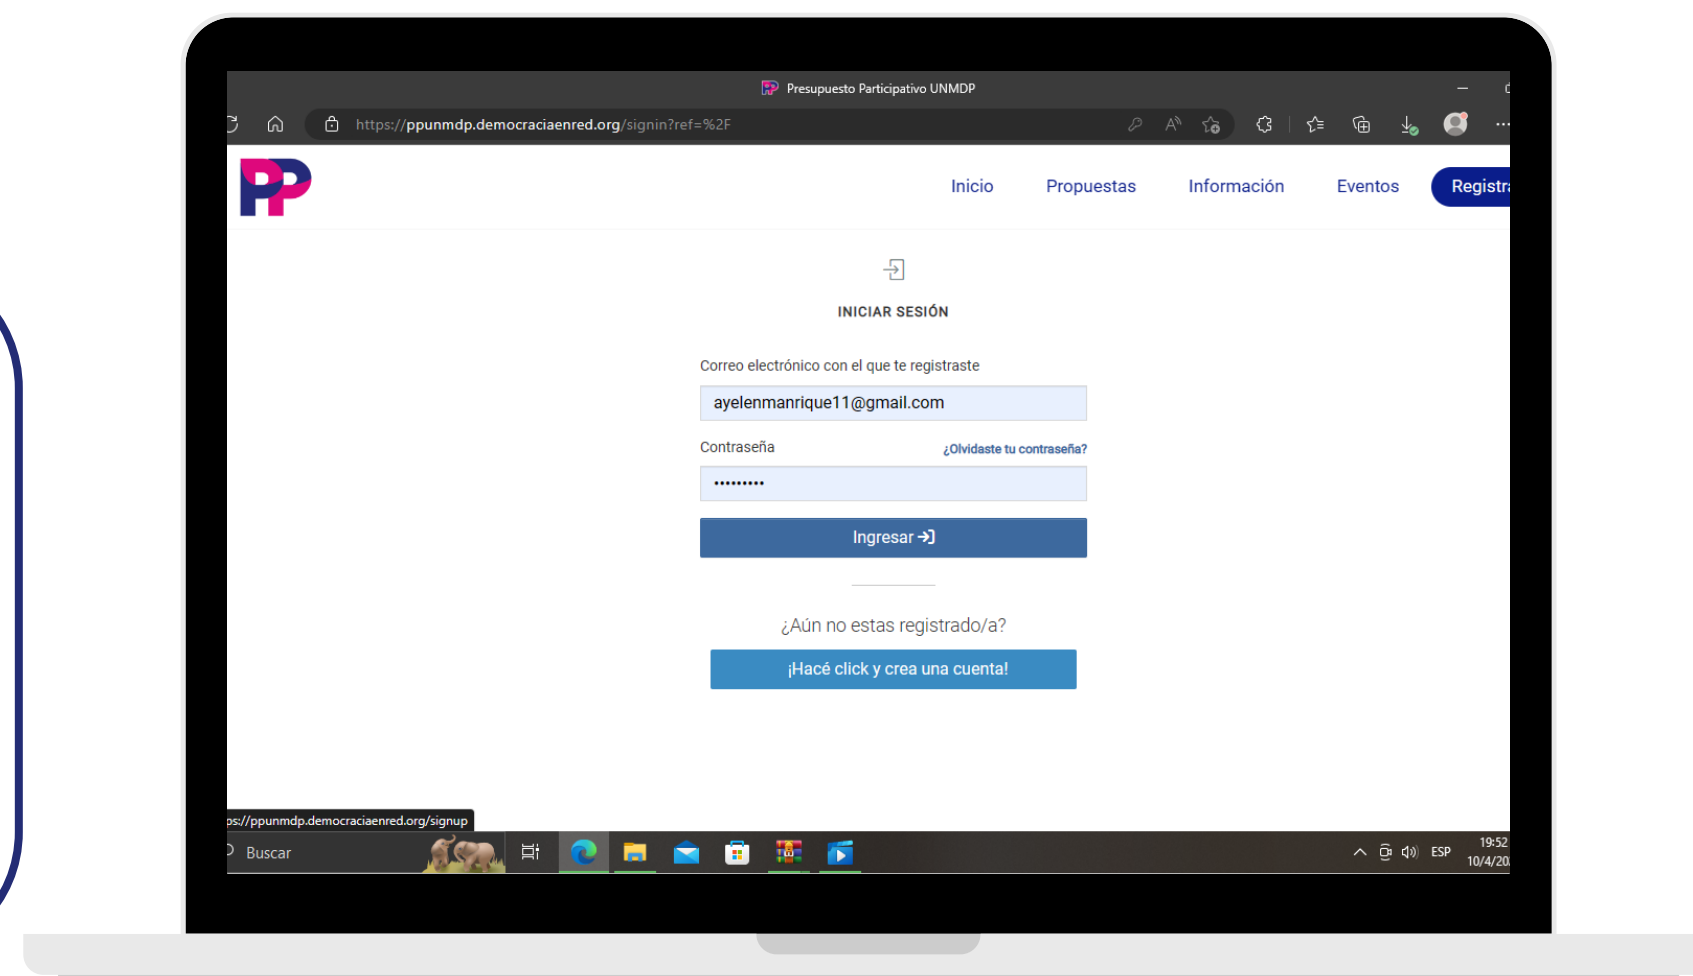 Presupuesto Participativo UNMDP
https://ppunmdp.democraciaenred.org/signin?ref=%2F
PP
Inicio Propuestas Información Eventos Registra
INICIAR SESIÓN
Correo electrónico con el que te registraste
ayelenmanrique11@gmail.com
Contraseña ¿Olvidaste tu contraseña?
•••••••••
Ingresar
¿Aún no estas registrado/a?
¡Hacé click y crea una cuenta!
ps://ppunmdp.democraciaenred.org/signup
Buscar
ESP 19:52
10/4/20